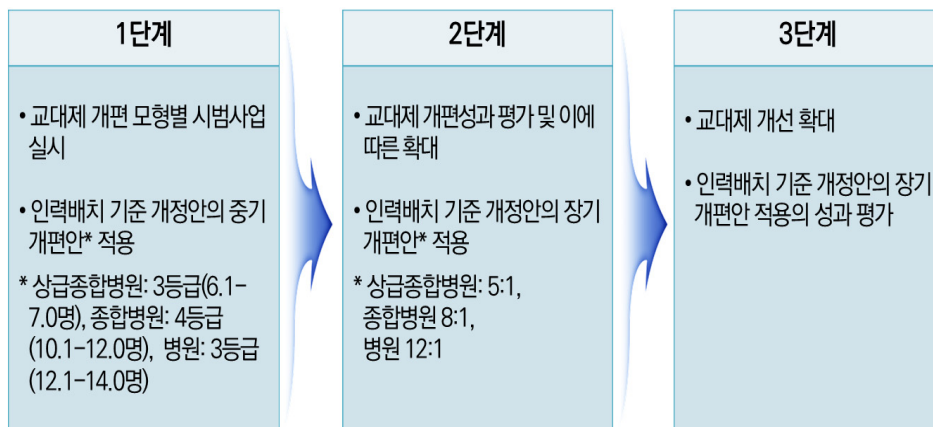 1단계
• 교대제 개편 모형별 시범사업
실시
• 인력배치 기준 개정안의 중기
개편안* 적용
* 상급종합병원: 3등급(6.1-
7.0명), 종합병원: 4등급
(10.1-12.0명), 병원: 3등급
(12.1-14.0명)
2단계
• 교대제 개편성과 평가 및 이에
따른 확대
• 인력배치 기준 개정안의 장기
개편안* 적용
* 상급종합병원: 5:1,
종합병원 8:1,
병원 12:1
3단계
• 교대제 개선 확대
• 인력배치 기준 개정안의 장기
개편안 적용의 성과 평가